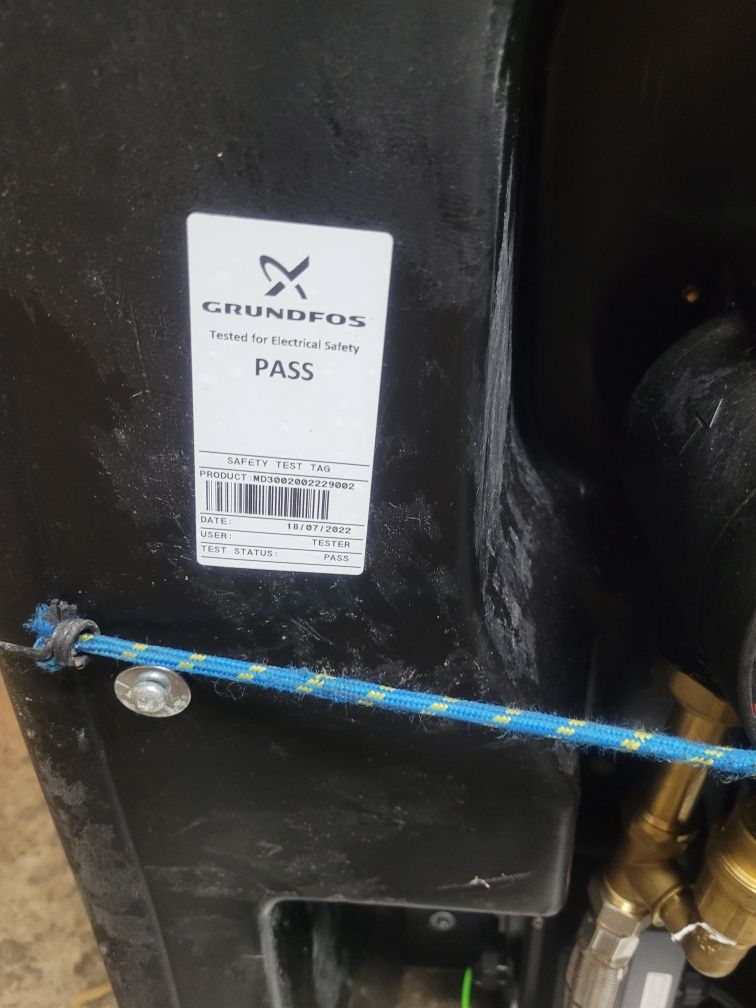 GRUNDFOS
Tested for Electrical Safety
PASS
SAFETY TEST TAG
PRODUCT:MD3002002229002
DATE: 18/07/2022
USER: TESTER
TEST STATUS: PASS